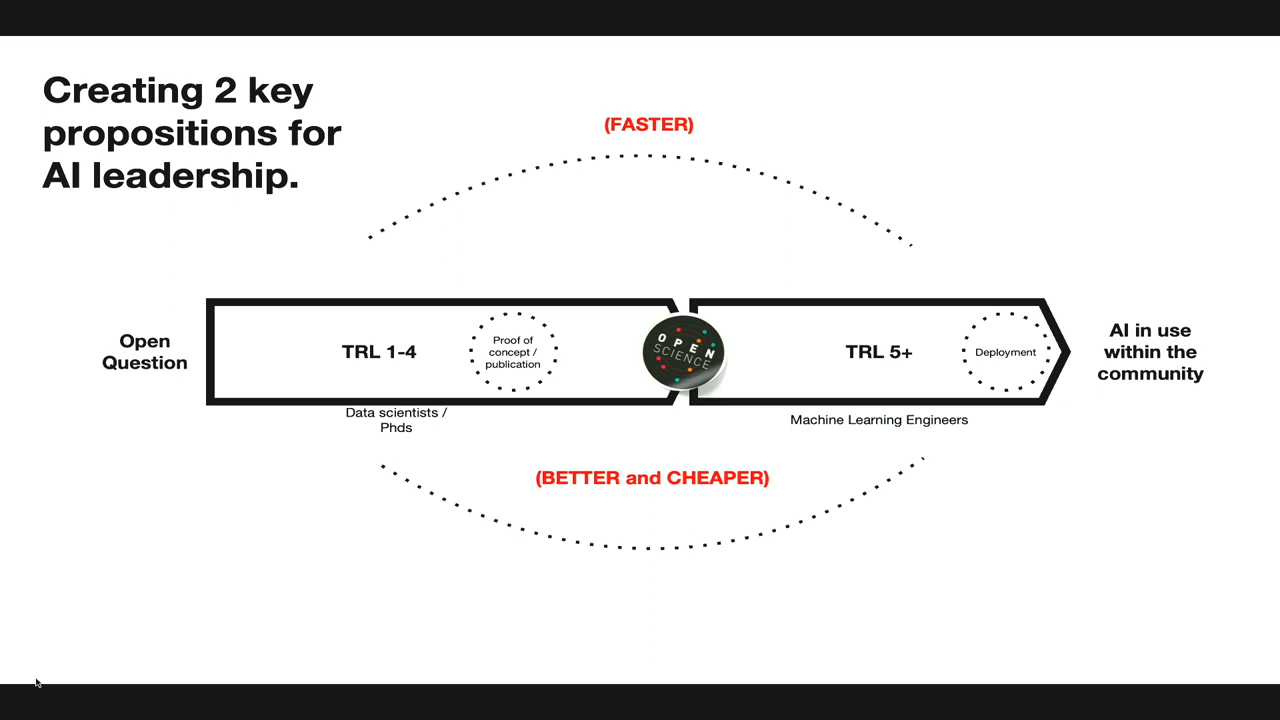 Creating 2 key
propositions for
AI leadership.
(FASTER)
Open
Question
TRL 1-4
Proof of
concept /
publication
OPEN
SCIENCE
TRL 5+
Deployment
AI in use
within the
community
Data scientists /
Phds
Machine Learning Engineers
(BETTER and CHEAPER)